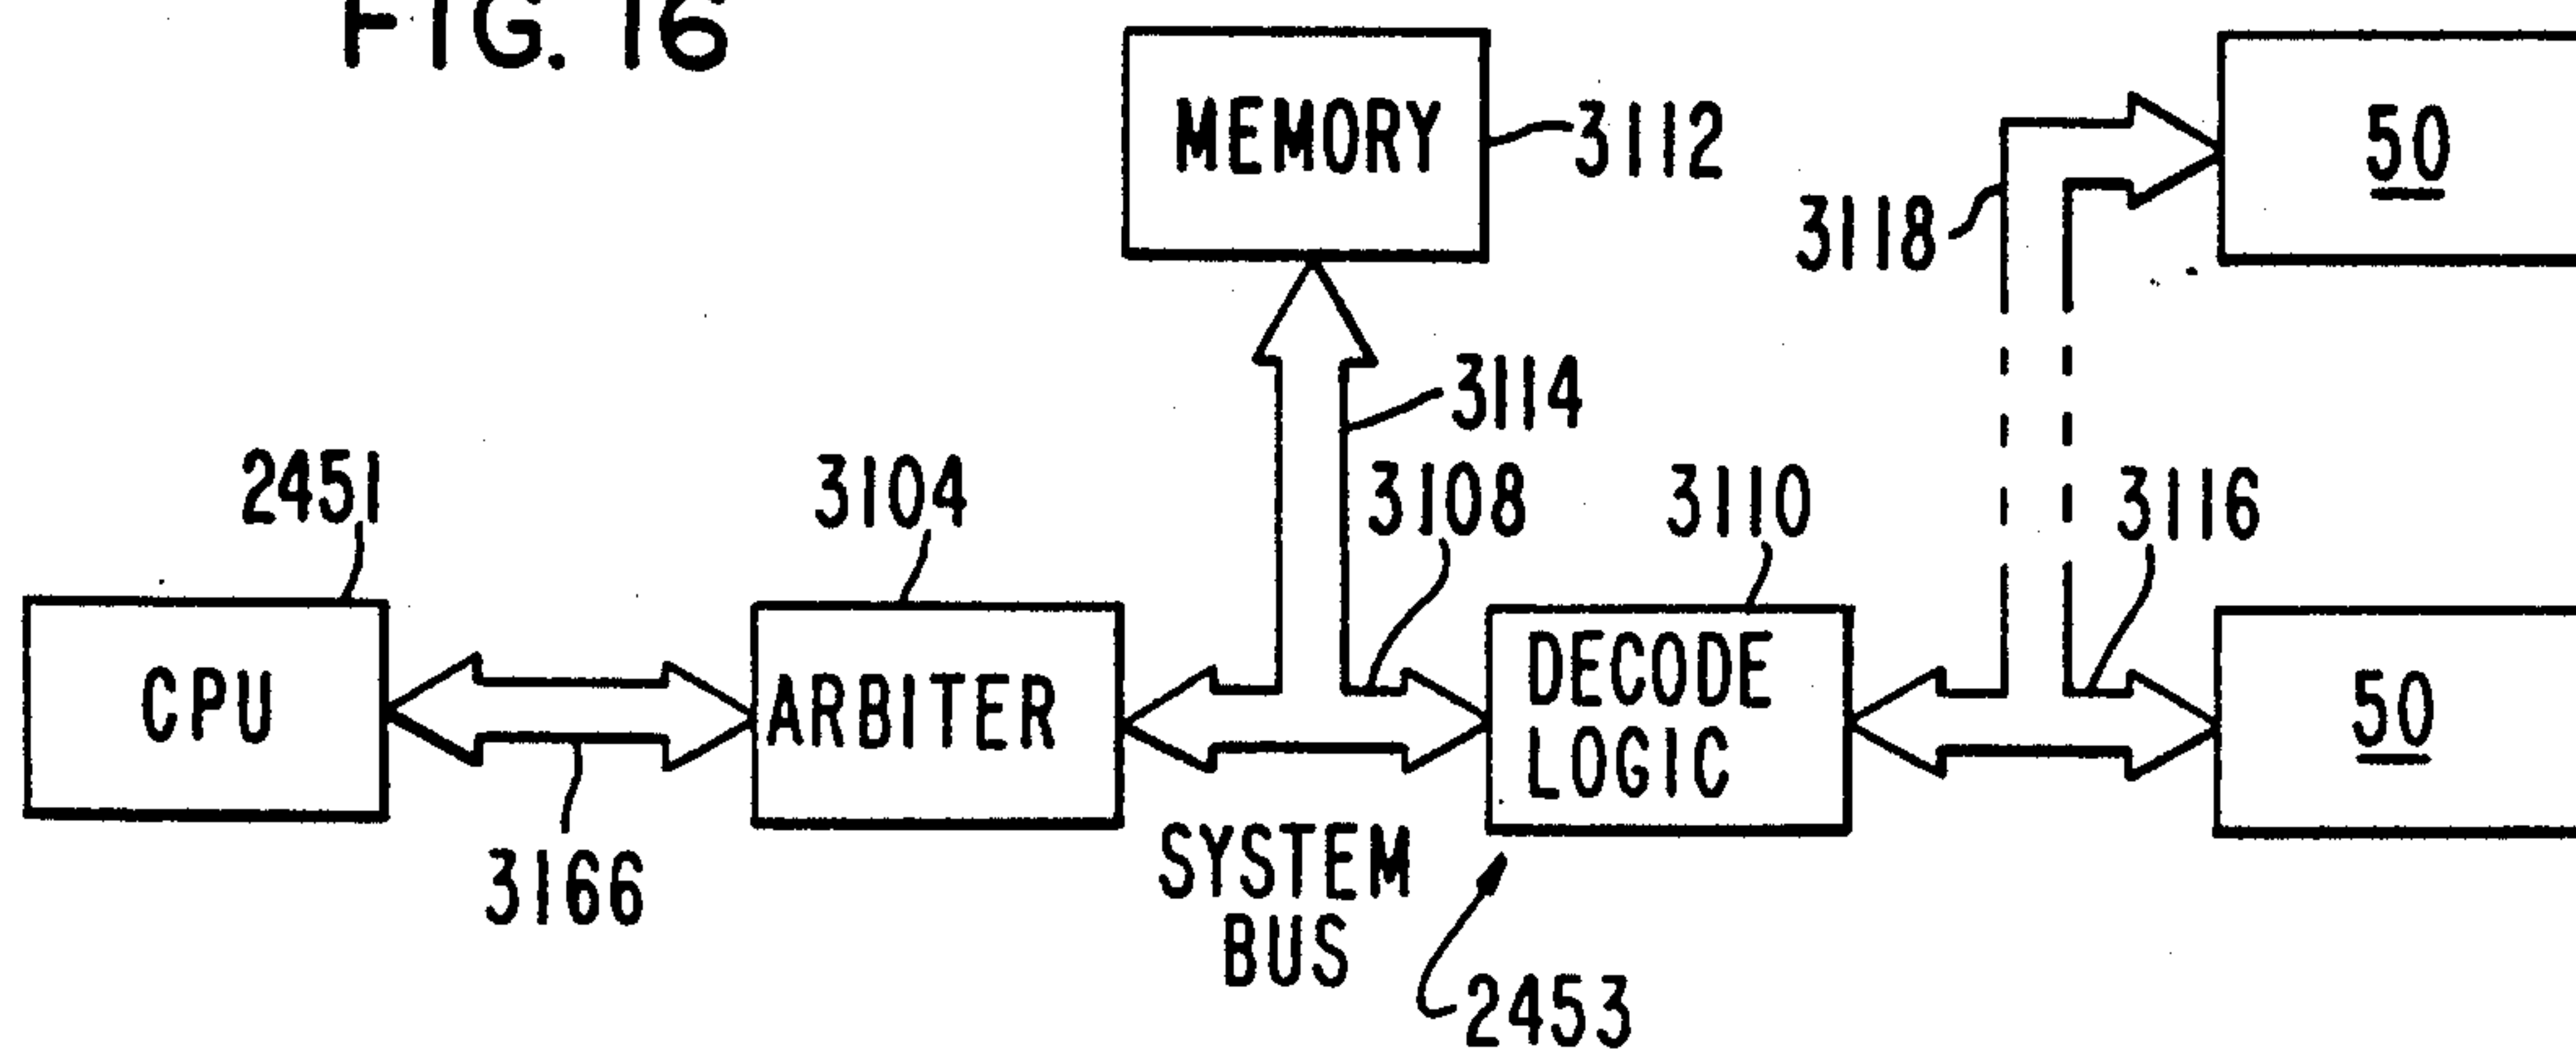 FIG. 16
MEMORY
3112
50
3118
3114
2451
3104
3108
3110
3116
CPU
ARBITER
DECODE
LOGIC
50
3166
SYSTEM
BUS
2453